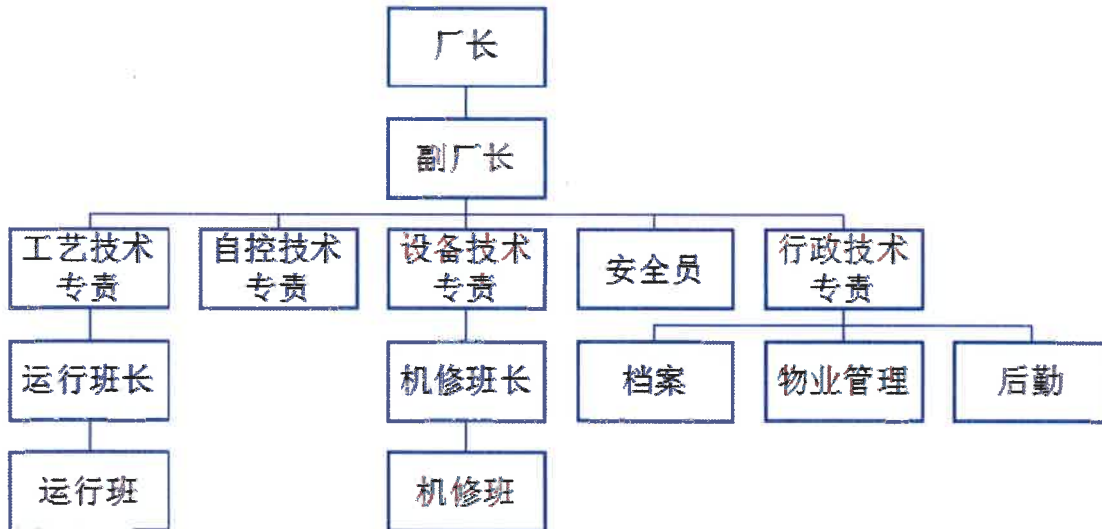 厂长
副厂长
工艺技术
专责
自控技术
专责
设备技术
专责
安全员
行政技术
专责
运行班长
机修班长
档案
物业管理
后勤
运行班
机修班